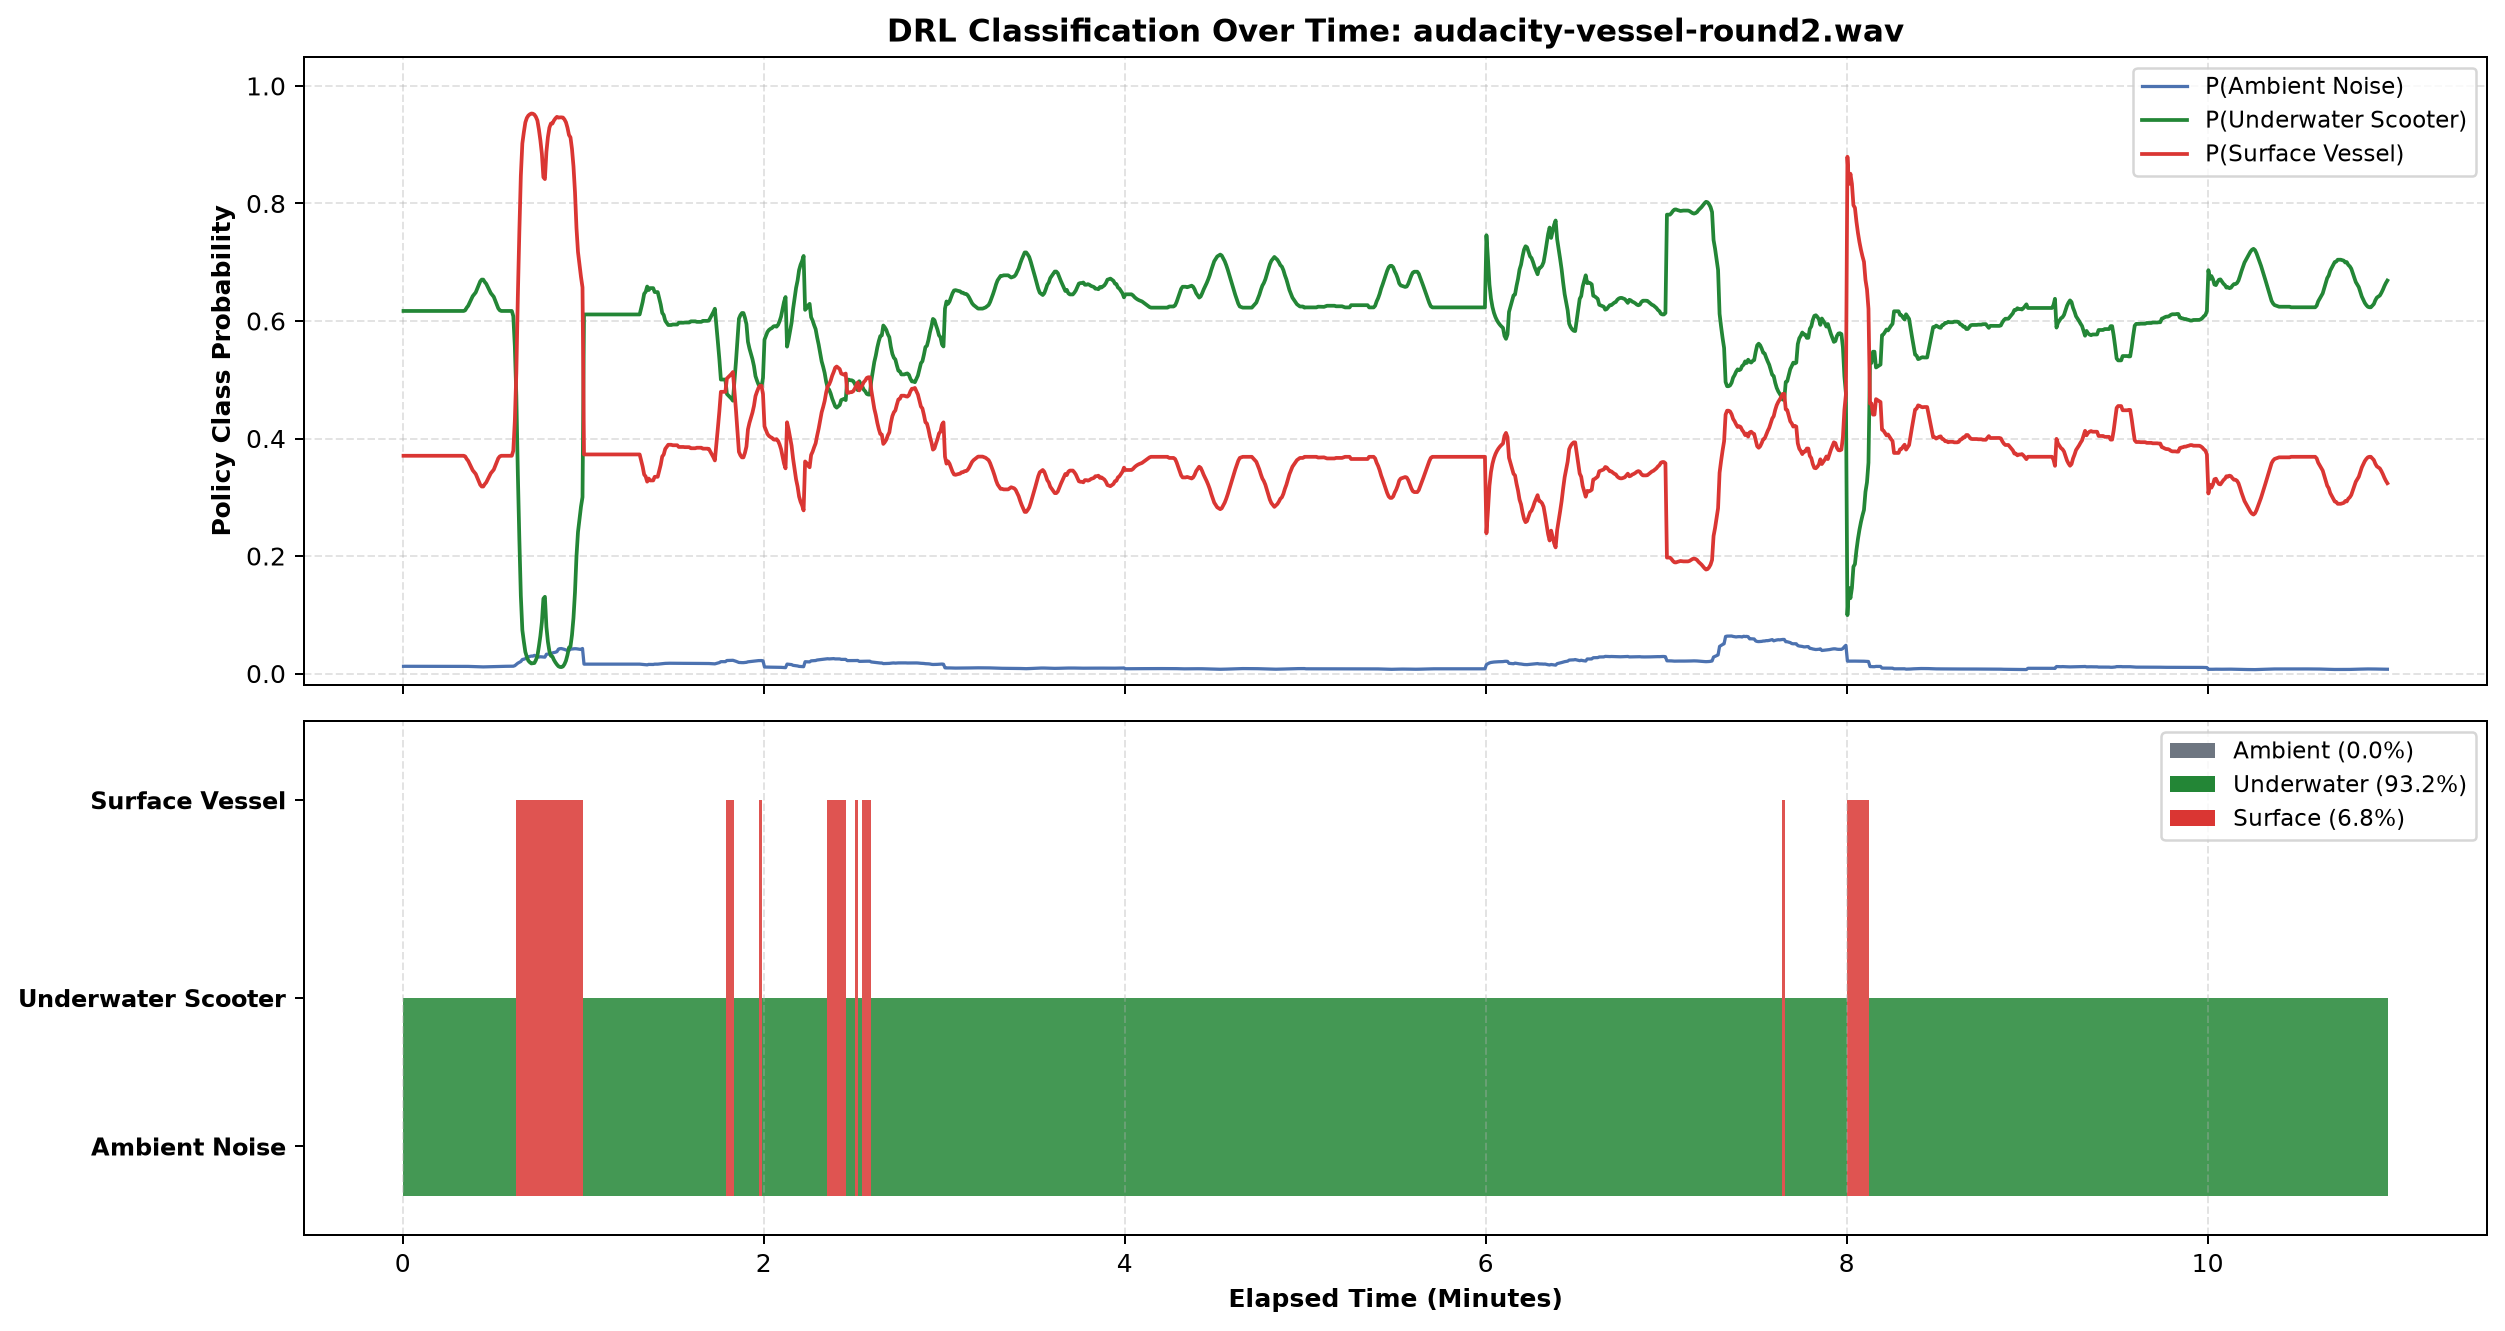 DRL Classification Over Time: audacity-vessel-round2.wav
Policy Class Probability
1.0
0.8
0.6
0.4
0.2
0.0
P(Ambient Noise)
P(Underwater Scooter)
P(Surface Vessel)
Surface Vessel
Underwater Scooter
Ambient Noise
Ambient (0.0%)
Underwater (93.2%)
Surface (6.8%)
0 2 4 6 8 10
Elapsed Time (Minutes)